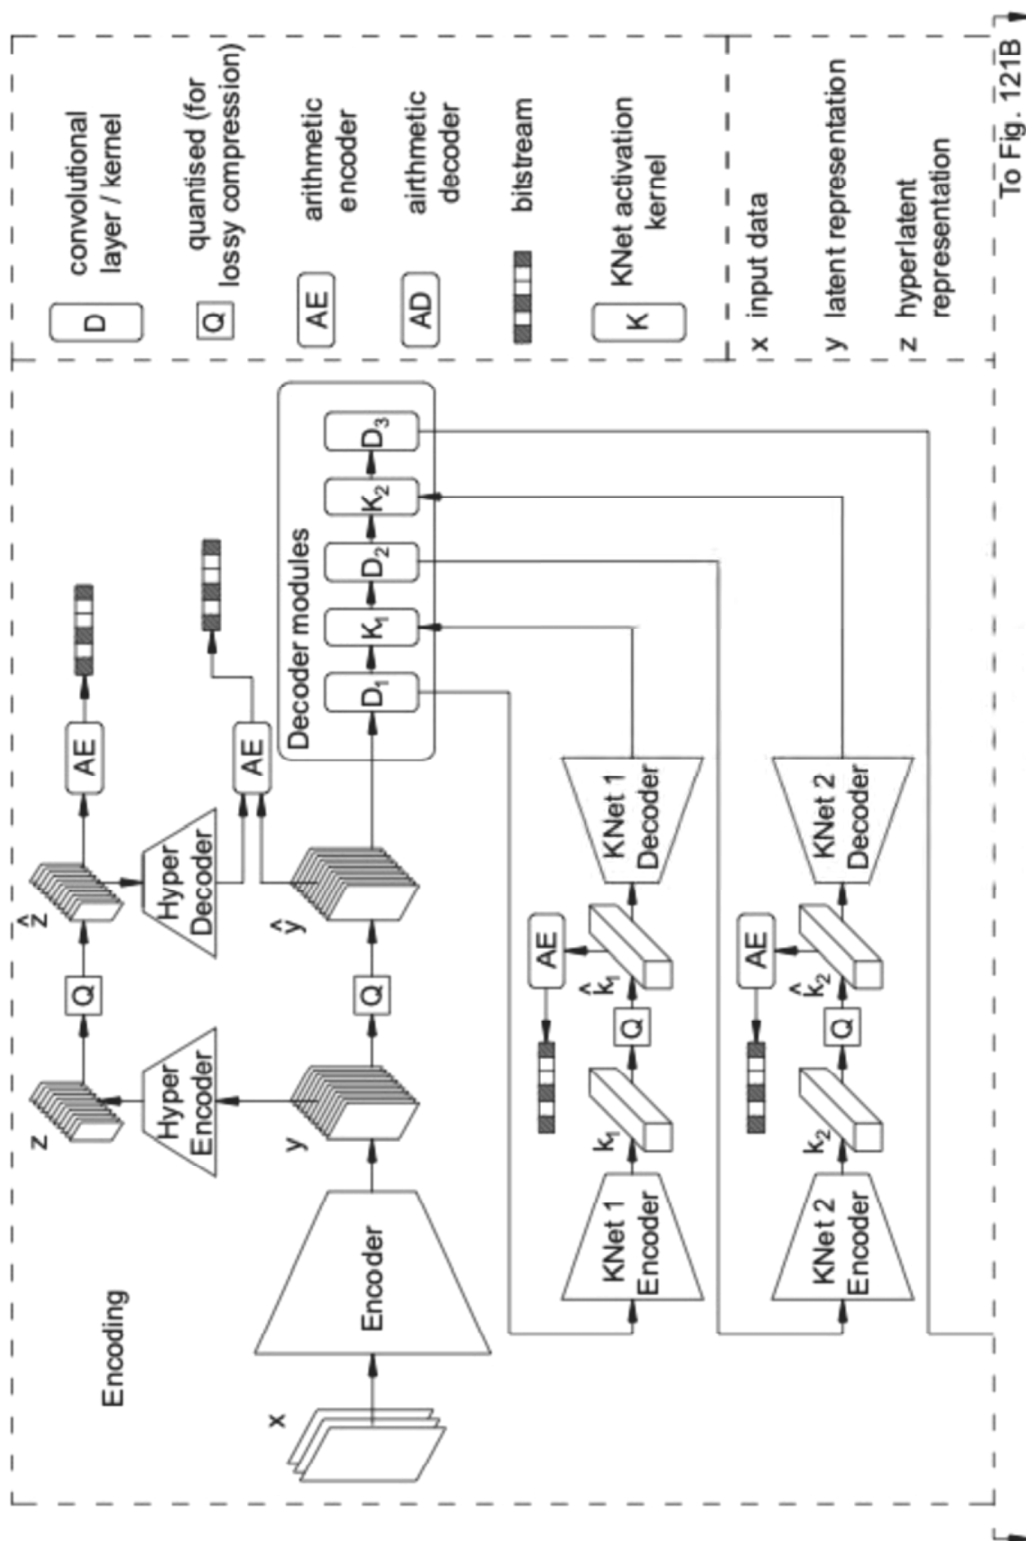 Encoding
x
Encoder
y
Hyper
Encoder
z
Q
ẑ
AE
Hyper
Decoder
Q
ŷ
AE
Decoder modules
D₁
K₁
D₂
K₂
D₃
KNet 1
Encoder
k₁
Q
k̂₁
AE
KNet 1
Decoder
KNet 2
Encoder
k₂
Q
k̂₂
AE
KNet 2
Decoder
D
convolutional
layer / kernel
Q
quantised (for
lossy compression)
AE
arithmetic
encoder
AD
airthmetic
decoder
bitstream
K
KNet activation
kernel
x input data
y latent representation
z hyperlatent
representation
To Fig. 121B